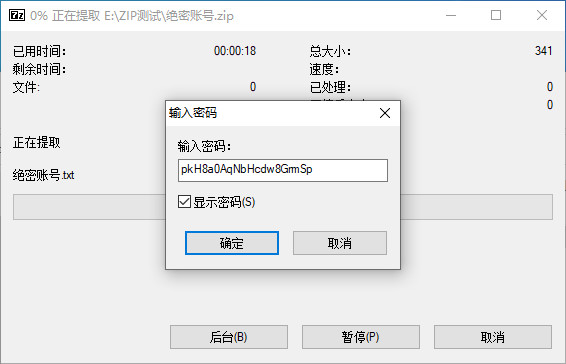 7z 0% 正在提取 E:\ZIP测试\绝密账号.zip
已用时间： 00:00:18 总大小： 341
剩余时间： 速度：
文件: 0 已处理： 0
0
输入密码
输入密码：
正在提取
pkH8a0AqNbHcdw8GmSp
绝密账号.txt
显示密码(S)
确定 取消
后台(B) 暂停(P) 取消